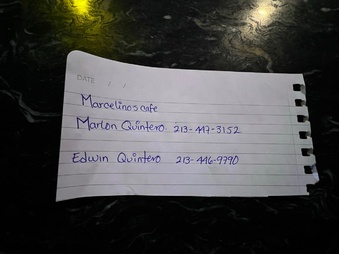 DATE / /
Marcelinos cafe
Marlon Quintero. 213-447-3152
Edwin Quintero 213-446-9790